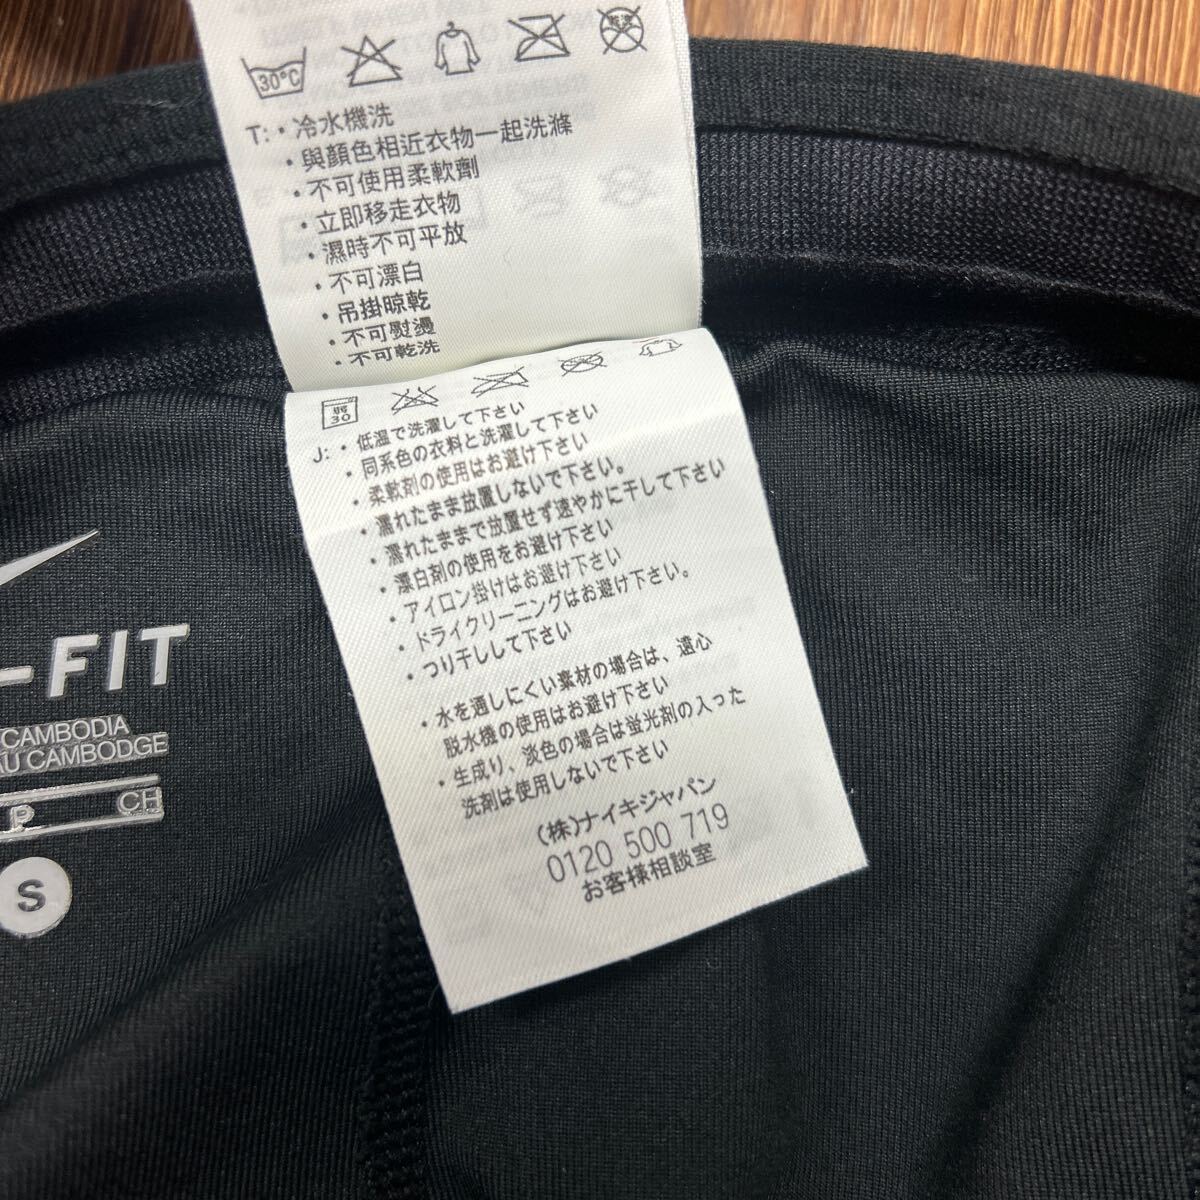 30°C
乾洗
T:・冷水機洗
・與顏色相近衣物一起洗滌
・不可使用柔軟劑
・立即移走衣物
・濕時不可平放
・不可漂白
・吊掛晾乾
・不可熨燙
・不可乾洗
弱
30
J:・低温で洗濯して下さい
・同系色の衣料と洗濯して下さい
・柔軟剤の使用はお避け下さい
・濡れたまま放置しないで下さい。
・濡れたままで放置せず速やかに干して下さい
・漂白剤の使用をお避け下さい
・アイロン掛けはお避け下さい
・ドライクリーニングはお避け下さい。
・つり干しして下さい
・水を通しにくい素材の場合は、遠心
脱水機の使用はお避け下さい
・生成り、淡色の場合は蛍光剤の入った
洗剤は使用しないで下さい
(株)ナイキジャパン
0120 500 719
お客様相談室
-FIT
CAMBODIA
AU CAMBODGE
P CH
S